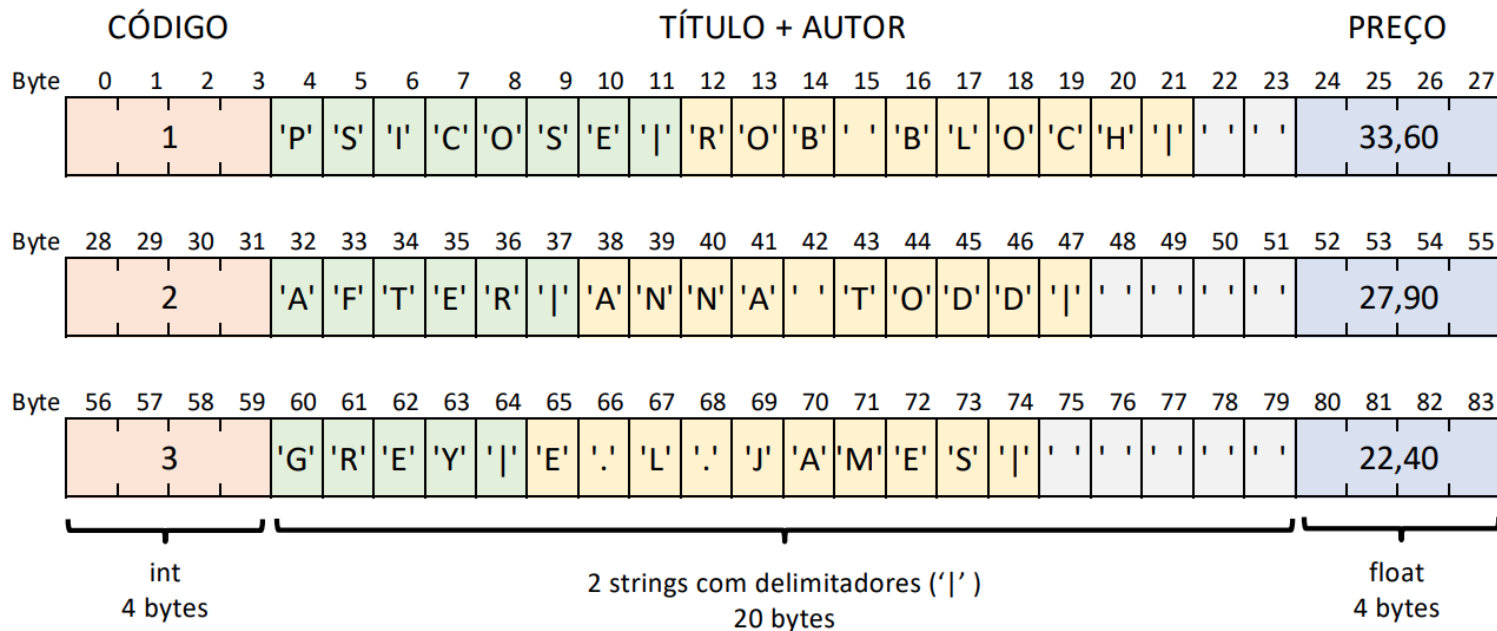 CÓDIGO TÍTULO + AUTOR PREÇO
Byte 0 1 2 3 4 5 6 7 8 9 10 11 12 13 14 15 16 17 18 19 20 21 22 23 24 25 26 27
1 'P' 'S' 'I' 'C' 'O' 'S' 'E' '|' 'R' 'O' 'B' ' ' 'B' 'L' 'O' 'C' 'H' '|' ' ' ' ' 33,60
Byte 28 29 30 31 32 33 34 35 36 37 38 39 40 41 42 43 44 45 46 47 48 49 50 51 52 53 54 55
2 'A' 'F' 'T' 'E' 'R' '|' 'A' 'N' 'N' 'A' ' ' 'T' 'O' 'D' 'D' '|' ' ' ' ' ' ' ' ' 27,90
Byte 56 57 58 59 60 61 62 63 64 65 66 67 68 69 70 71 72 73 74 75 76 77 78 79 80 81 82 83
3 'G' 'R' 'E' 'Y' '|' 'E' '.' 'L' '.' 'J' 'A' 'M' 'E' 'S' '|' ' ' ' ' ' ' ' ' ' ' 22,40
int 2 strings com delimitadores (‘|’ ) float
4 bytes 20 bytes 4 bytes